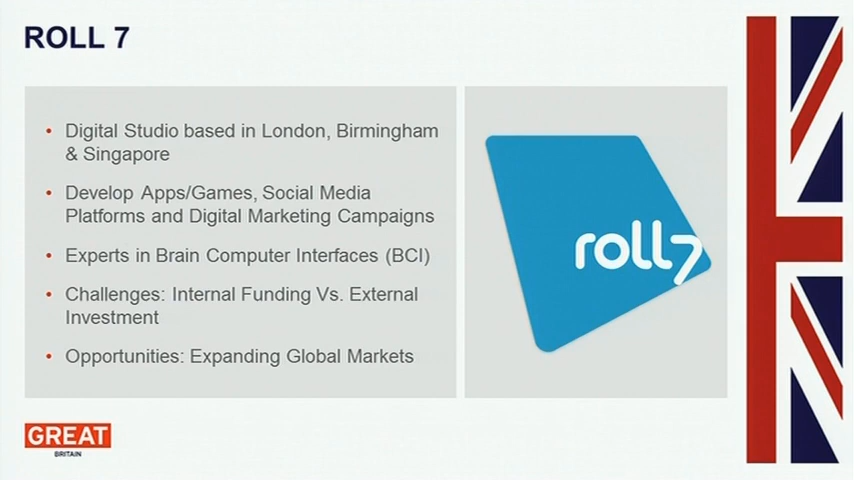 ROLL 7
• Digital Studio based in London, Birmingham
& Singapore
• Develop Apps/Games, Social Media
Platforms and Digital Marketing Campaigns
• Experts in Brain Computer Interfaces (BCI)
• Challenges: Internal Funding Vs. External
Investment
• Opportunities: Expanding Global Markets
roll7
GREAT
BRITAIN